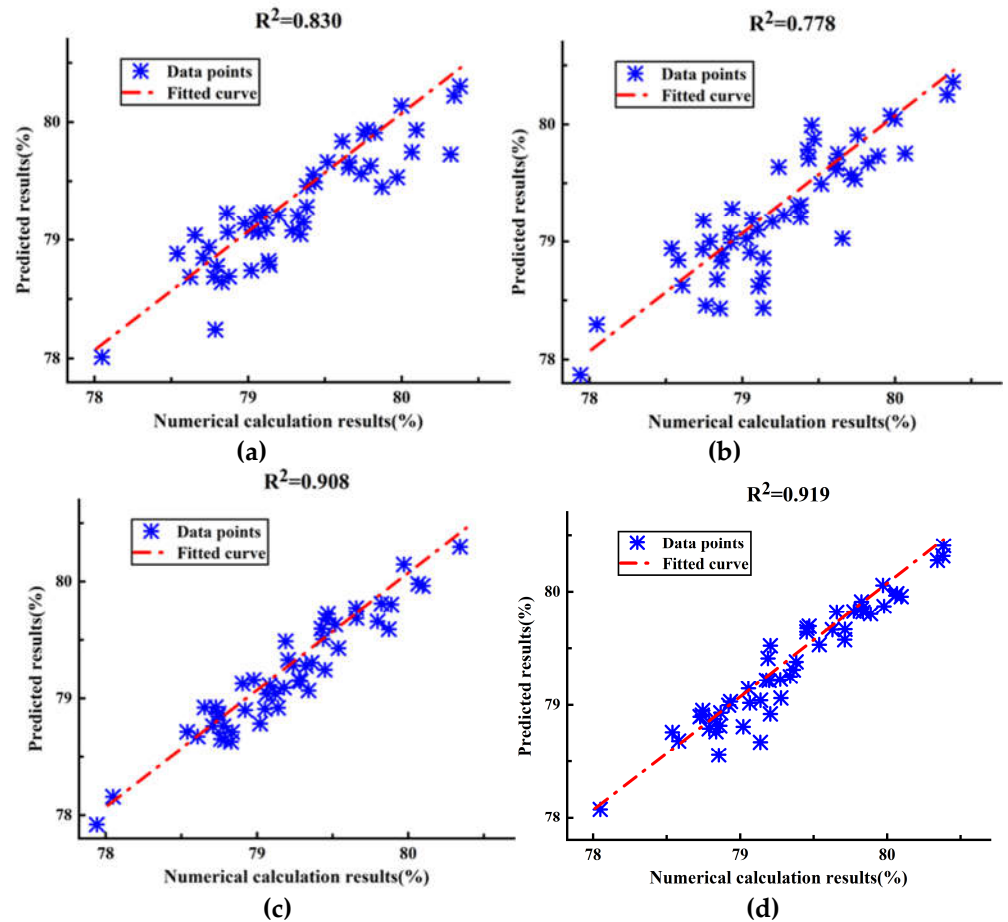 R²=0.830
Data points
Fitted curve
Predicted results(%)
80
79
78
78
79
80
Numerical calculation results(%)
(a)
R²=0.778
Data points
Fitted curve
Predicted results(%)
80
79
78
78
79
80
Numerical calculation results(%)
(b)
R²=0.908
Data points
Fitted curve
Predicted results(%)
80
79
78
78
79
80
Numerical calculation results(%)
(c)
R²=0.919
Data points
Fitted curve
Predicted results(%)
80
79
78
78
79
80
Numerical calculation results(%)
(d)